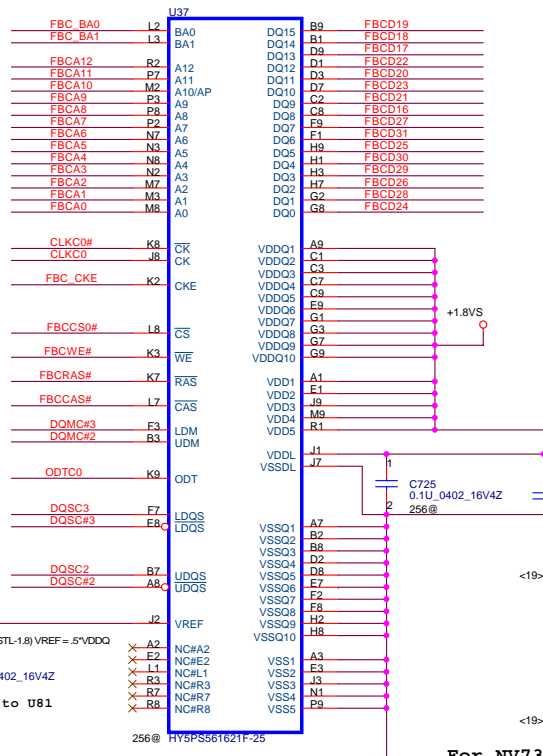 U37
FBC_BA0 L2 BA0 DQ15 B9 FBCD19
FBC_BA1 L3 BA1 DQ14 B1 FBCD18
DQ13 D9 FBCD17
FBCA12 R2 A12 DQ12 D1 FBCD22
FBCA11 P7 A11 DQ11 D3 FBCD20
FBCA10 M2 A10/AP DQ10 D7 FBCD23
FBCA9 P3 A9 DQ9 C2 FBCD21
FBCA8 P8 A8 DQ8 C8 FBCD16
FBCA7 P2 A7 DQ7 F9 FBCD27
FBCA6 N7 A6 DQ6 F1 FBCD31
FBCA5 N3 A5 DQ5 H9 FBCD25
FBCA4 N8 A4 DQ4 H1 FBCD30
FBCA3 N2 A3 DQ3 H3 FBCD29
FBCA2 M7 A2 DQ2 H7 FBCD26
FBCA1 M3 A1 DQ1 G2 FBCD28
FBCA0 M8 A0 DQ0 G8 FBCD24
CLKC0# K8 CK VDDQ1 A9
CLKC0 J8 CK VDDQ2 C1
VDDQ3 C3
FBC_CKE K2 CKE VDDQ4 C7
VDDQ5 C9
VDDQ6 E9
VDDQ7 G1
+1.8VS
FBCCS0# L8 CS VDDQ8 G3
VDDQ9 G7
FBCWE# K3 WE VDDQ10 G9
FBCRAS# K7 RAS VDD1 A1
VDD2 E1
FBCCAS# L7 CAS VDD3 J9
VDD4 M9
DQMC#3 F3 LDM VDD5 R1
DQMC#2 B3 UDM
VDDL J1
VSSDL J7
1
ODTC0 K9 ODT
C725
0.1U_0402_16V4Z
2
256@
DQSC3 F7 LDQS
DQSC#3 E8 LDQS VSSQ1 A7
VSSQ2 B2
VSSQ3 B8
VSSQ4 D2
DQSC2 B7 UDQS VSSQ5 D8
<19>
DQSC#2 A8 UDQS VSSQ6 E7
VSSQ7 F2
VSSQ8 F8
J2 VREF VSSQ9 H2
VSSQ10 H8
STL-1.8) VREF = .5*VDDQ
A2 NC#A2
E2 NC#E2 VSS1 A3
L1 NC#L1 VSS2 E3
402_16V4Z
R3 NC#R3 VSS3 J3
R7 NC#R7 VSS4 N1
to U81
R8 NC#R8 VSS5 P9
<19>
256@ HY5PS561621F-25
For NV73